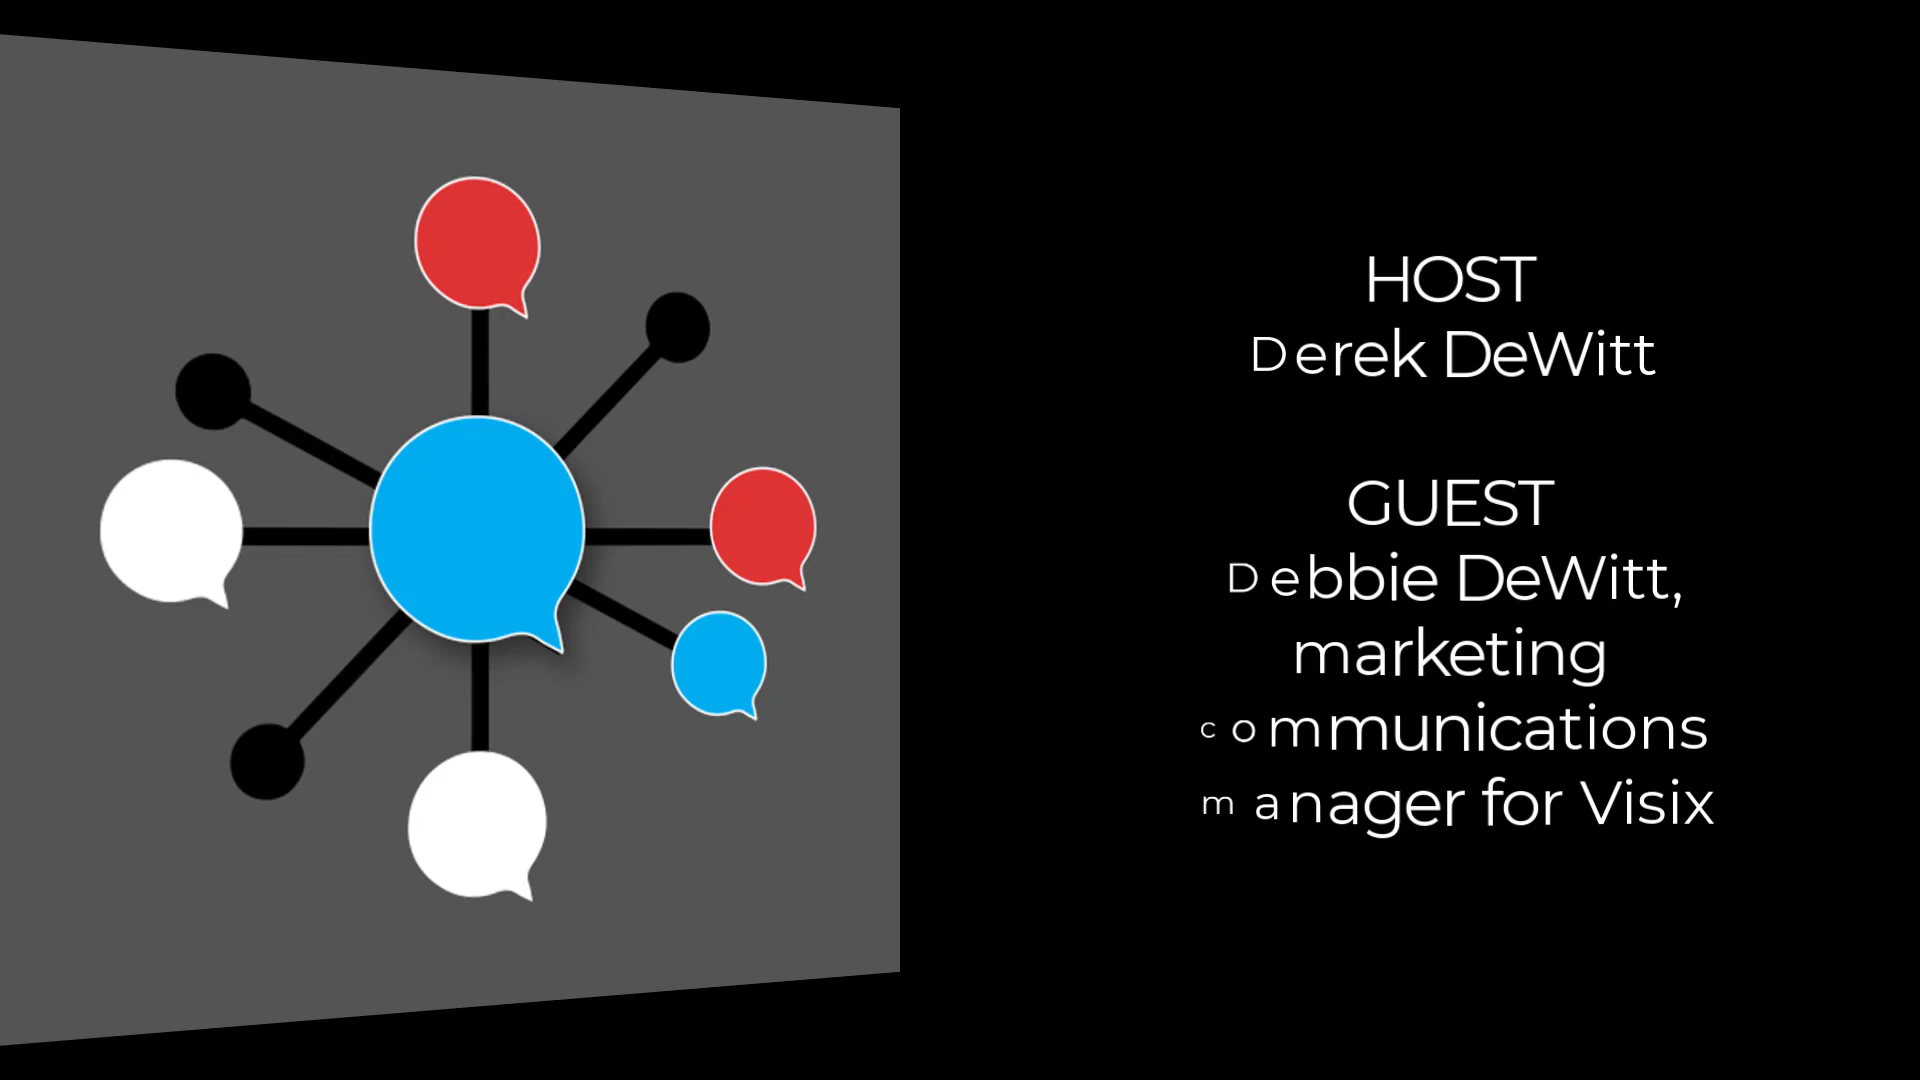 HOST
Derek DeWitt
GUEST
Debbie DeWitt,
marketing
communications
manager for Visix